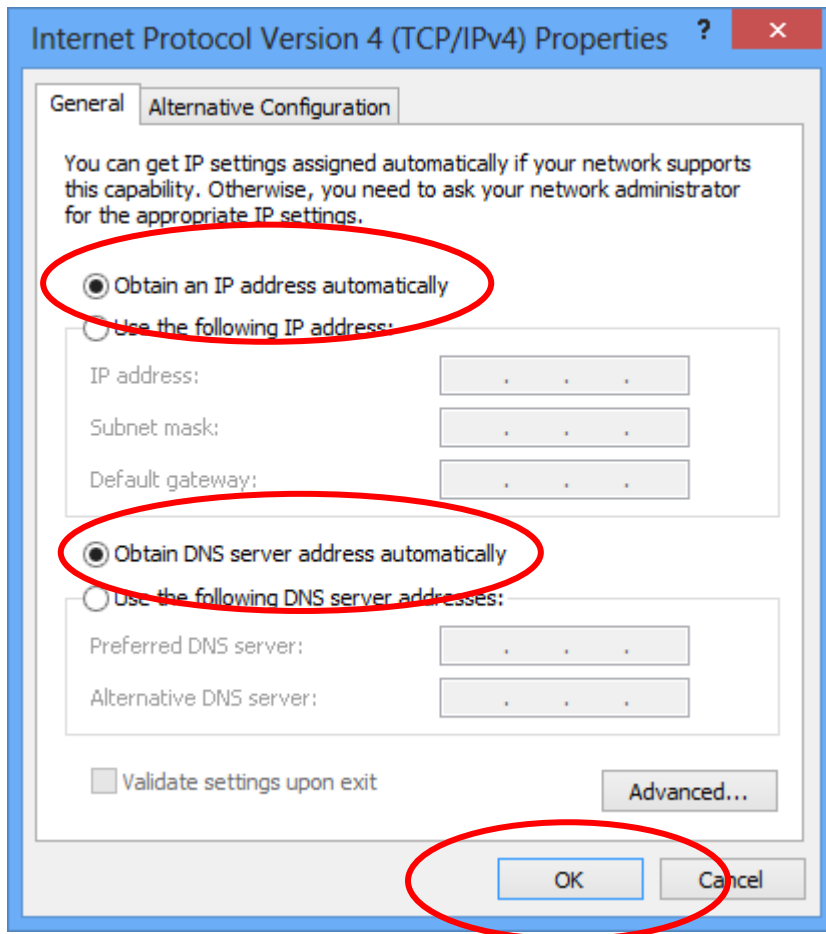 Internet Protocol Version 4 (TCP/IPv4) Properties ? ×
General Alternative Configuration
You can get IP settings assigned automatically if your network supports
this capability. Otherwise, you need to ask your network administrator
for the appropriate IP settings.
Obtain an IP address automatically
Use the following IP address:
IP address: . . .
Subnet mask: . . .
Default gateway: . . .
Obtain DNS server address automatically
Use the following DNS server addresses:
Preferred DNS server: . . .
Alternative DNS server: . . .
Validate settings upon exit
Advanced...
OK Cancel